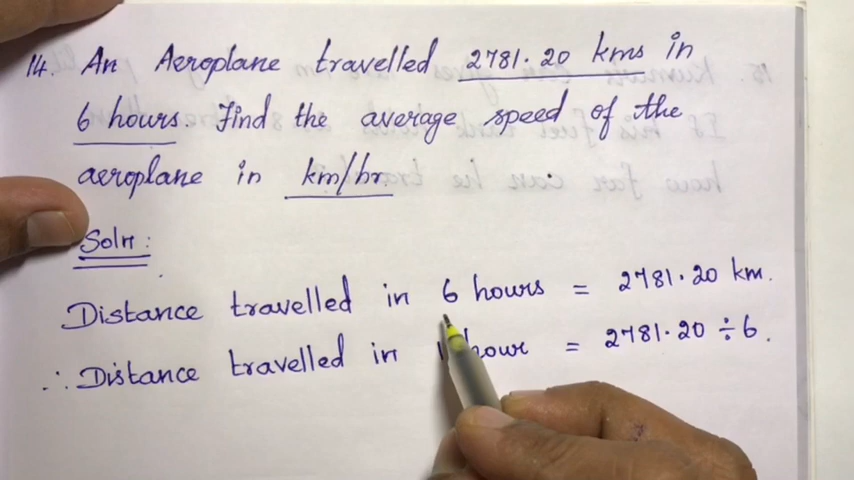 14. An Aeroplane travelled 2781.20 kms in
6 hours. Find the average speed of the
aeroplane in km/hr.
Soln:
Distance travelled in 6 hours = 2781.20 km.
∴ Distance travelled in 1 hour = 2781.20 ÷ 6.